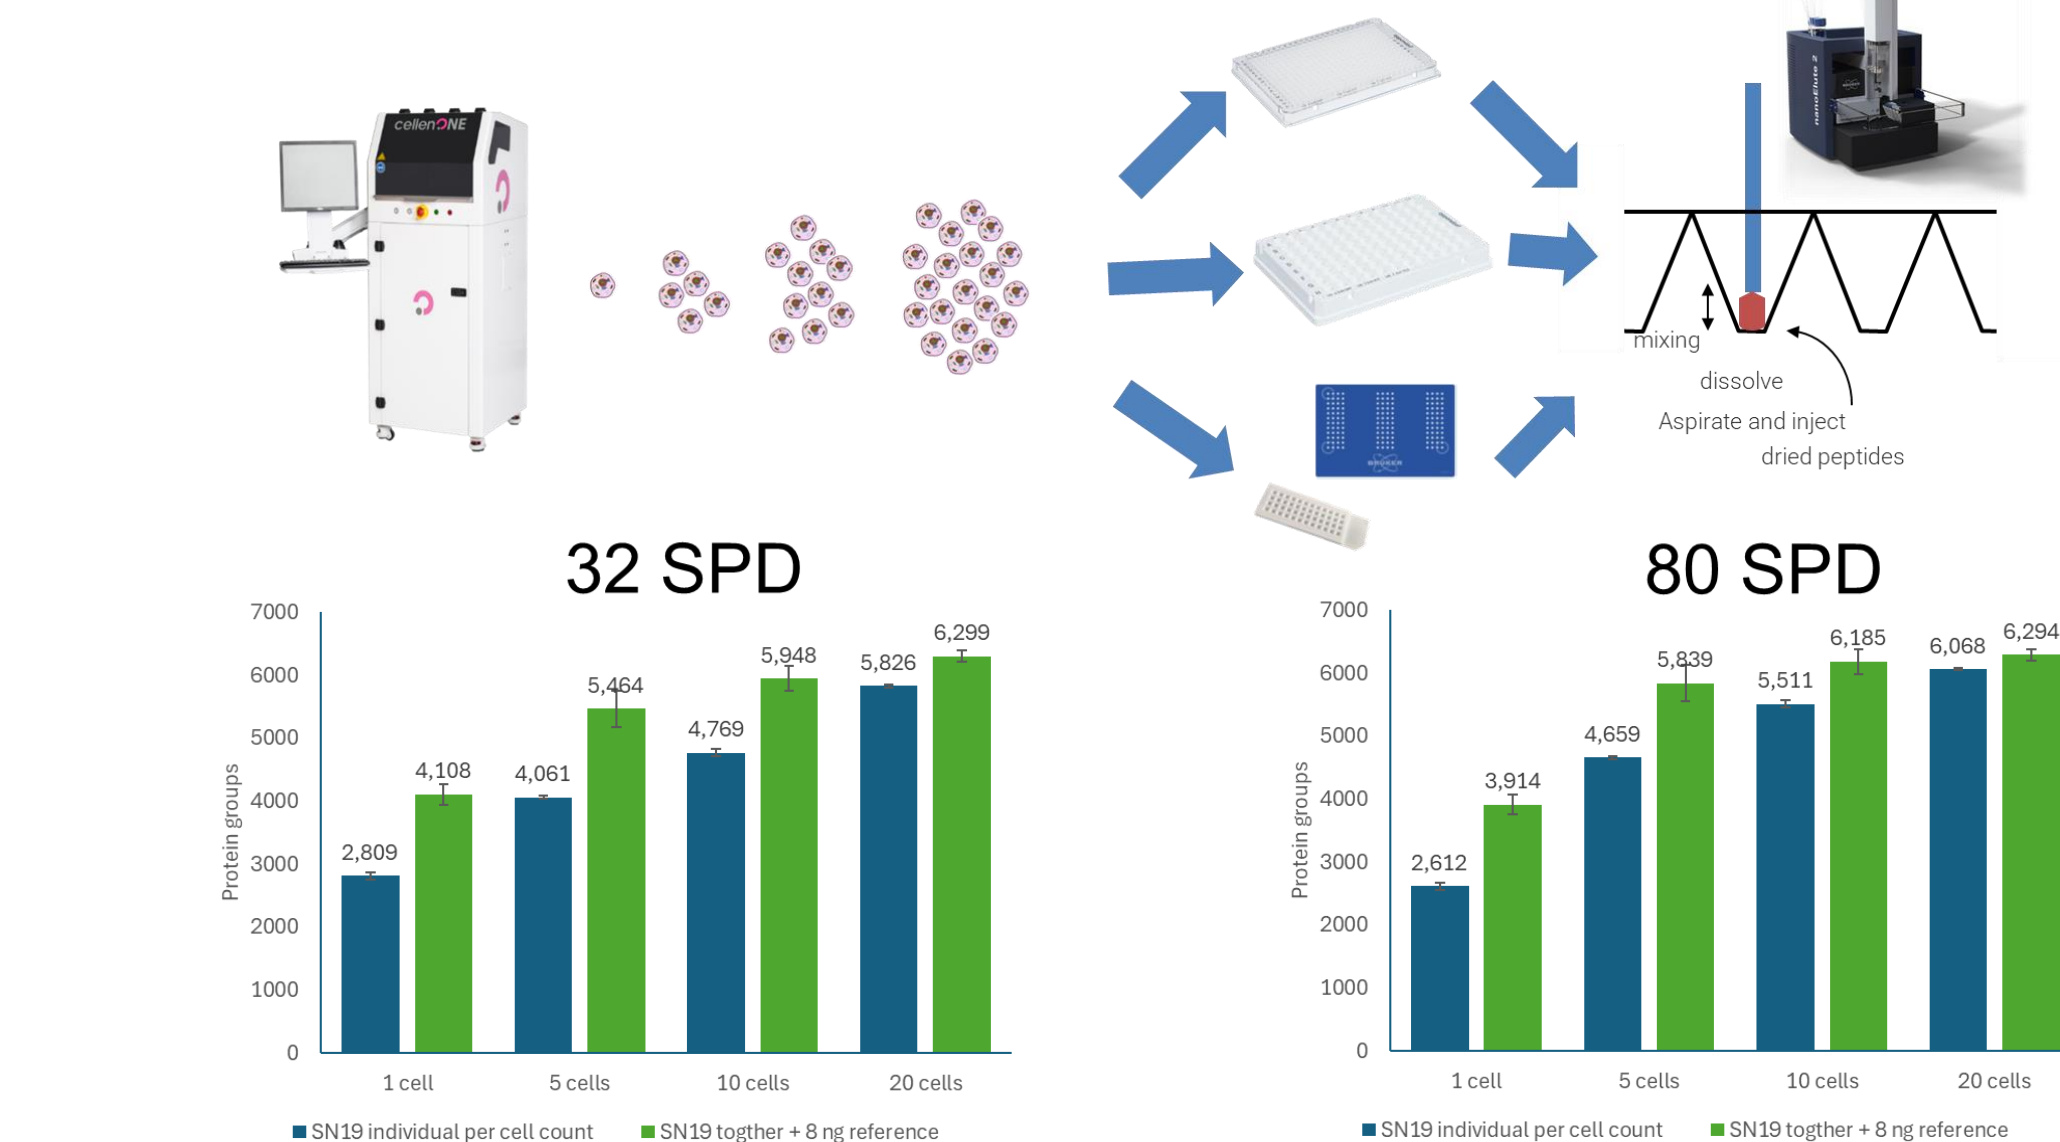 cellenONE
nanoElute 2
BRUKER
mixing
dissolve
Aspirate and inject
dried peptides
32 SPD
7000
6000
5000
4000
3000
2000
1000
0
Protein groups
2,809
4,108
4,061
5,464
4,769
5,948
5,826
6,299
1 cell
5 cells
10 cells
20 cells
SN19 individual per cell count
SN19 togther + 8 ng reference
80 SPD
7000
6000
5000
4000
3000
2000
1000
0
Protein groups
2,612
3,914
4,659
5,839
5,511
6,185
6,068
6,294
1 cell
5 cells
10 cells
20 cells
SN19 individual per cell count
SN19 togther + 8 ng reference